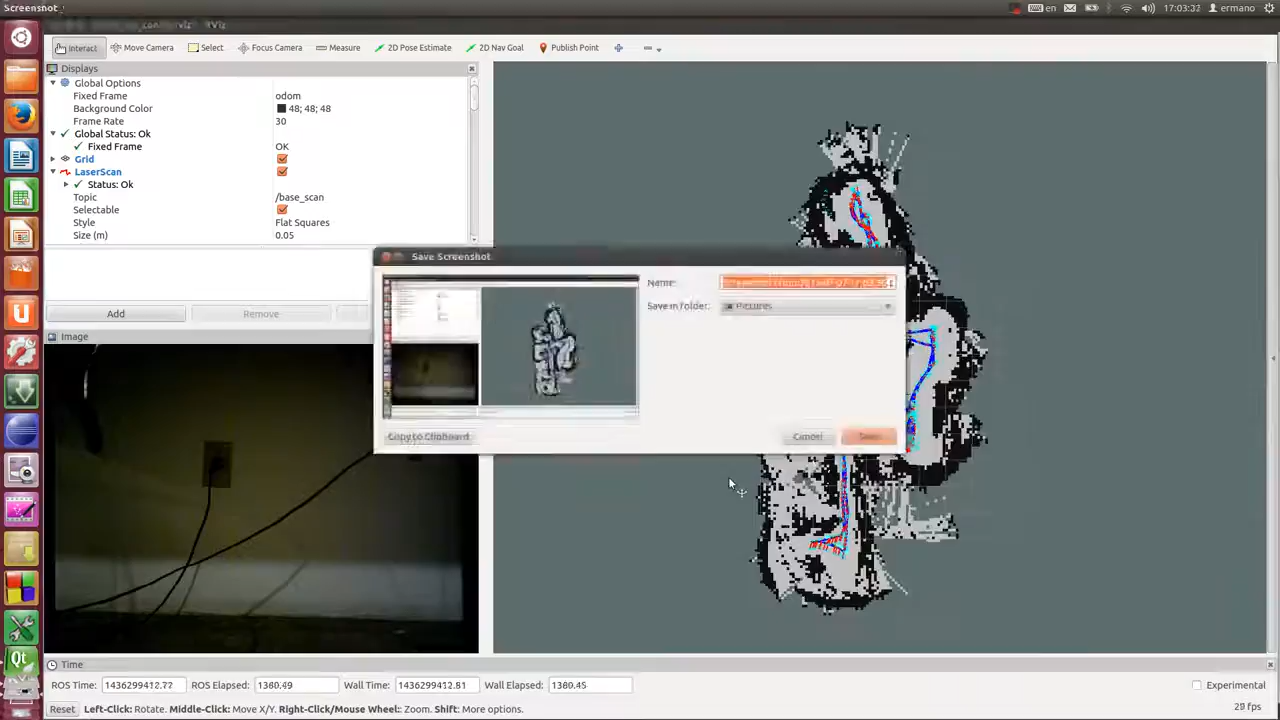 Screenshot
en
17:03:32
ermano
Interact
Move Camera
Select
Focus Camera
Measure
2D Pose Estimate
2D Nav Goal
Publish Point
Displays
Global Options
Fixed Frame odom
Background Color 48; 48; 48
Frame Rate 30
Global Status: Ok
Fixed Frame OK
Grid
LaserScan
Status: Ok
Topic /base_scan
Selectable
Style Flat Squares
Size (m) 0.05
Add
Remove
Save Screenshot
Name:
Save in folder: Pictures
Copy to Clipboard
Cancel
Save
Image
Time
ROS Time: 1436299412.77
ROS Elapsed: 1380.49
Wall Time: 1436299412.81
Wall Elapsed: 1380.45
Experimental
Reset
Left-Click: Rotate. Middle-Click: Move X/Y. Right-Click/Mouse Wheel:: Zoom. Shift: More options.
29 fps